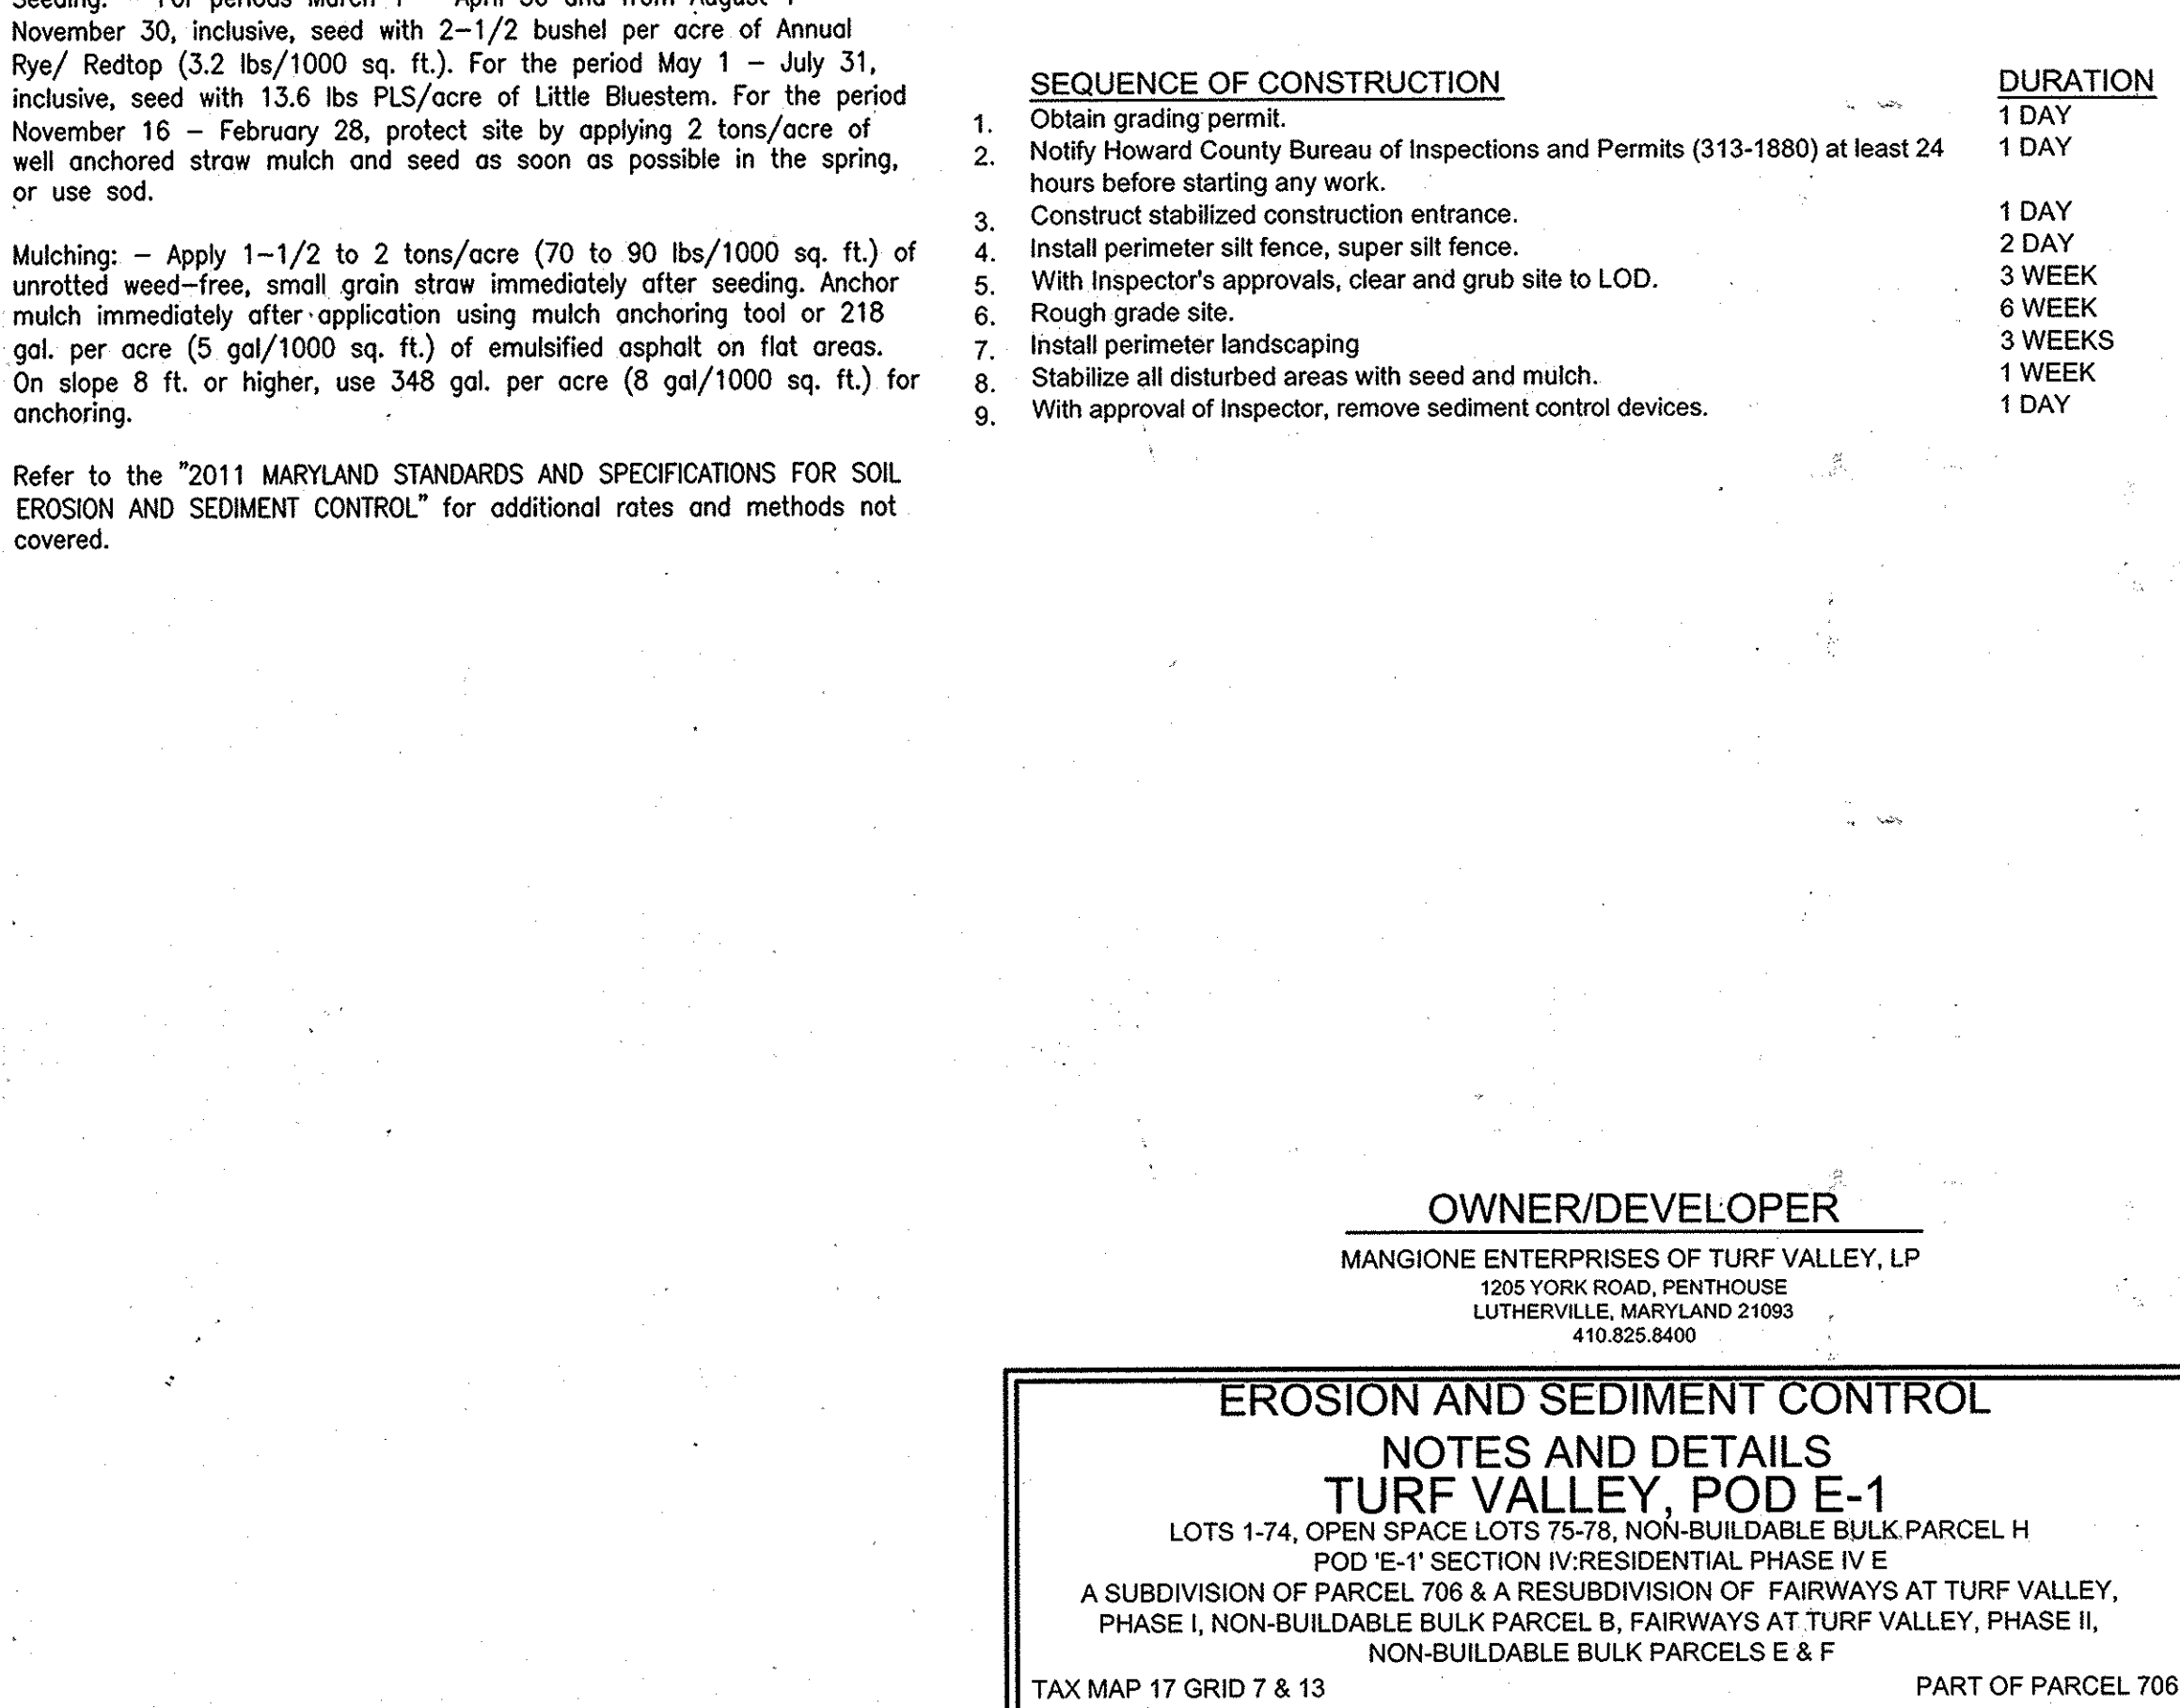 Seeding: — For periods March 1 — April 30 and from August 1
November 30, inclusive, seed with 2-1/2 bushel per acre of Annual
Rye/ Redtop (3.2 lbs/1000 sq. ft.). For the period May 1 – July 31,
inclusive, seed with 13.6 lbs PLS/acre of Little Bluestem. For the period
November 16 – February 28, protect site by applying 2 tons/acre of
well anchored straw mulch and seed as soon as possible in the spring,
or use sod.
Mulching: – Apply 1-1/2 to 2 tons/acre (70 to 90 lbs/1000 sq. ft.) of
unrotted weed-free, small grain straw immediately after seeding. Anchor
mulch immediately after application using mulch anchoring tool or 218
gal. per acre (5 gal/1000 sq. ft.) of emulsified asphalt on flat areas.
On slope 8 ft. or higher, use 348 gal. per acre (8 gal/1000 sq. ft.) for
anchoring.
Refer to the "2011 MARYLAND STANDARDS AND SPECIFICATIONS FOR SOIL
EROSION AND SEDIMENT CONTROL" for additional rates and methods not
covered.
SEQUENCE OF CONSTRUCTION DURATION
1. Obtain grading permit. 1 DAY
2. Notify Howard County Bureau of Inspections and Permits (313-1880) at least 24 1 DAY
hours before starting any work.
3. Construct stabilized construction entrance. 1 DAY
4. Install perimeter silt fence, super silt fence. 2 DAY
5. With Inspector's approvals, clear and grub site to LOD. 3 WEEK
6. Rough grade site. 6 WEEK
7. Install perimeter landscaping 3 WEEKS
8. Stabilize all disturbed areas with seed and mulch. 1 WEEK
9. With approval of Inspector, remove sediment control devices. 1 DAY
OWNER/DEVELOPER
MANGIONE ENTERPRISES OF TURF VALLEY, LP
1205 YORK ROAD, PENTHOUSE
LUTHERVILLE, MARYLAND 21093
410.825.8400
EROSION AND SEDIMENT CONTROL
NOTES AND DETAILS
TURF VALLEY, POD E-1
LOTS 1-74, OPEN SPACE LOTS 75-78, NON-BUILDABLE BULK PARCEL H
POD 'E-1' SECTION IV:RESIDENTIAL PHASE IV E
A SUBDIVISION OF PARCEL 706 & A RESUBDIVISION OF FAIRWAYS AT TURF VALLEY,
PHASE I, NON-BUILDABLE BULK PARCEL B, FAIRWAYS AT TURF VALLEY, PHASE II,
NON-BUILDABLE BULK PARCELS E & F
TAX MAP 17 GRID 7 & 13 PART OF PARCEL 706